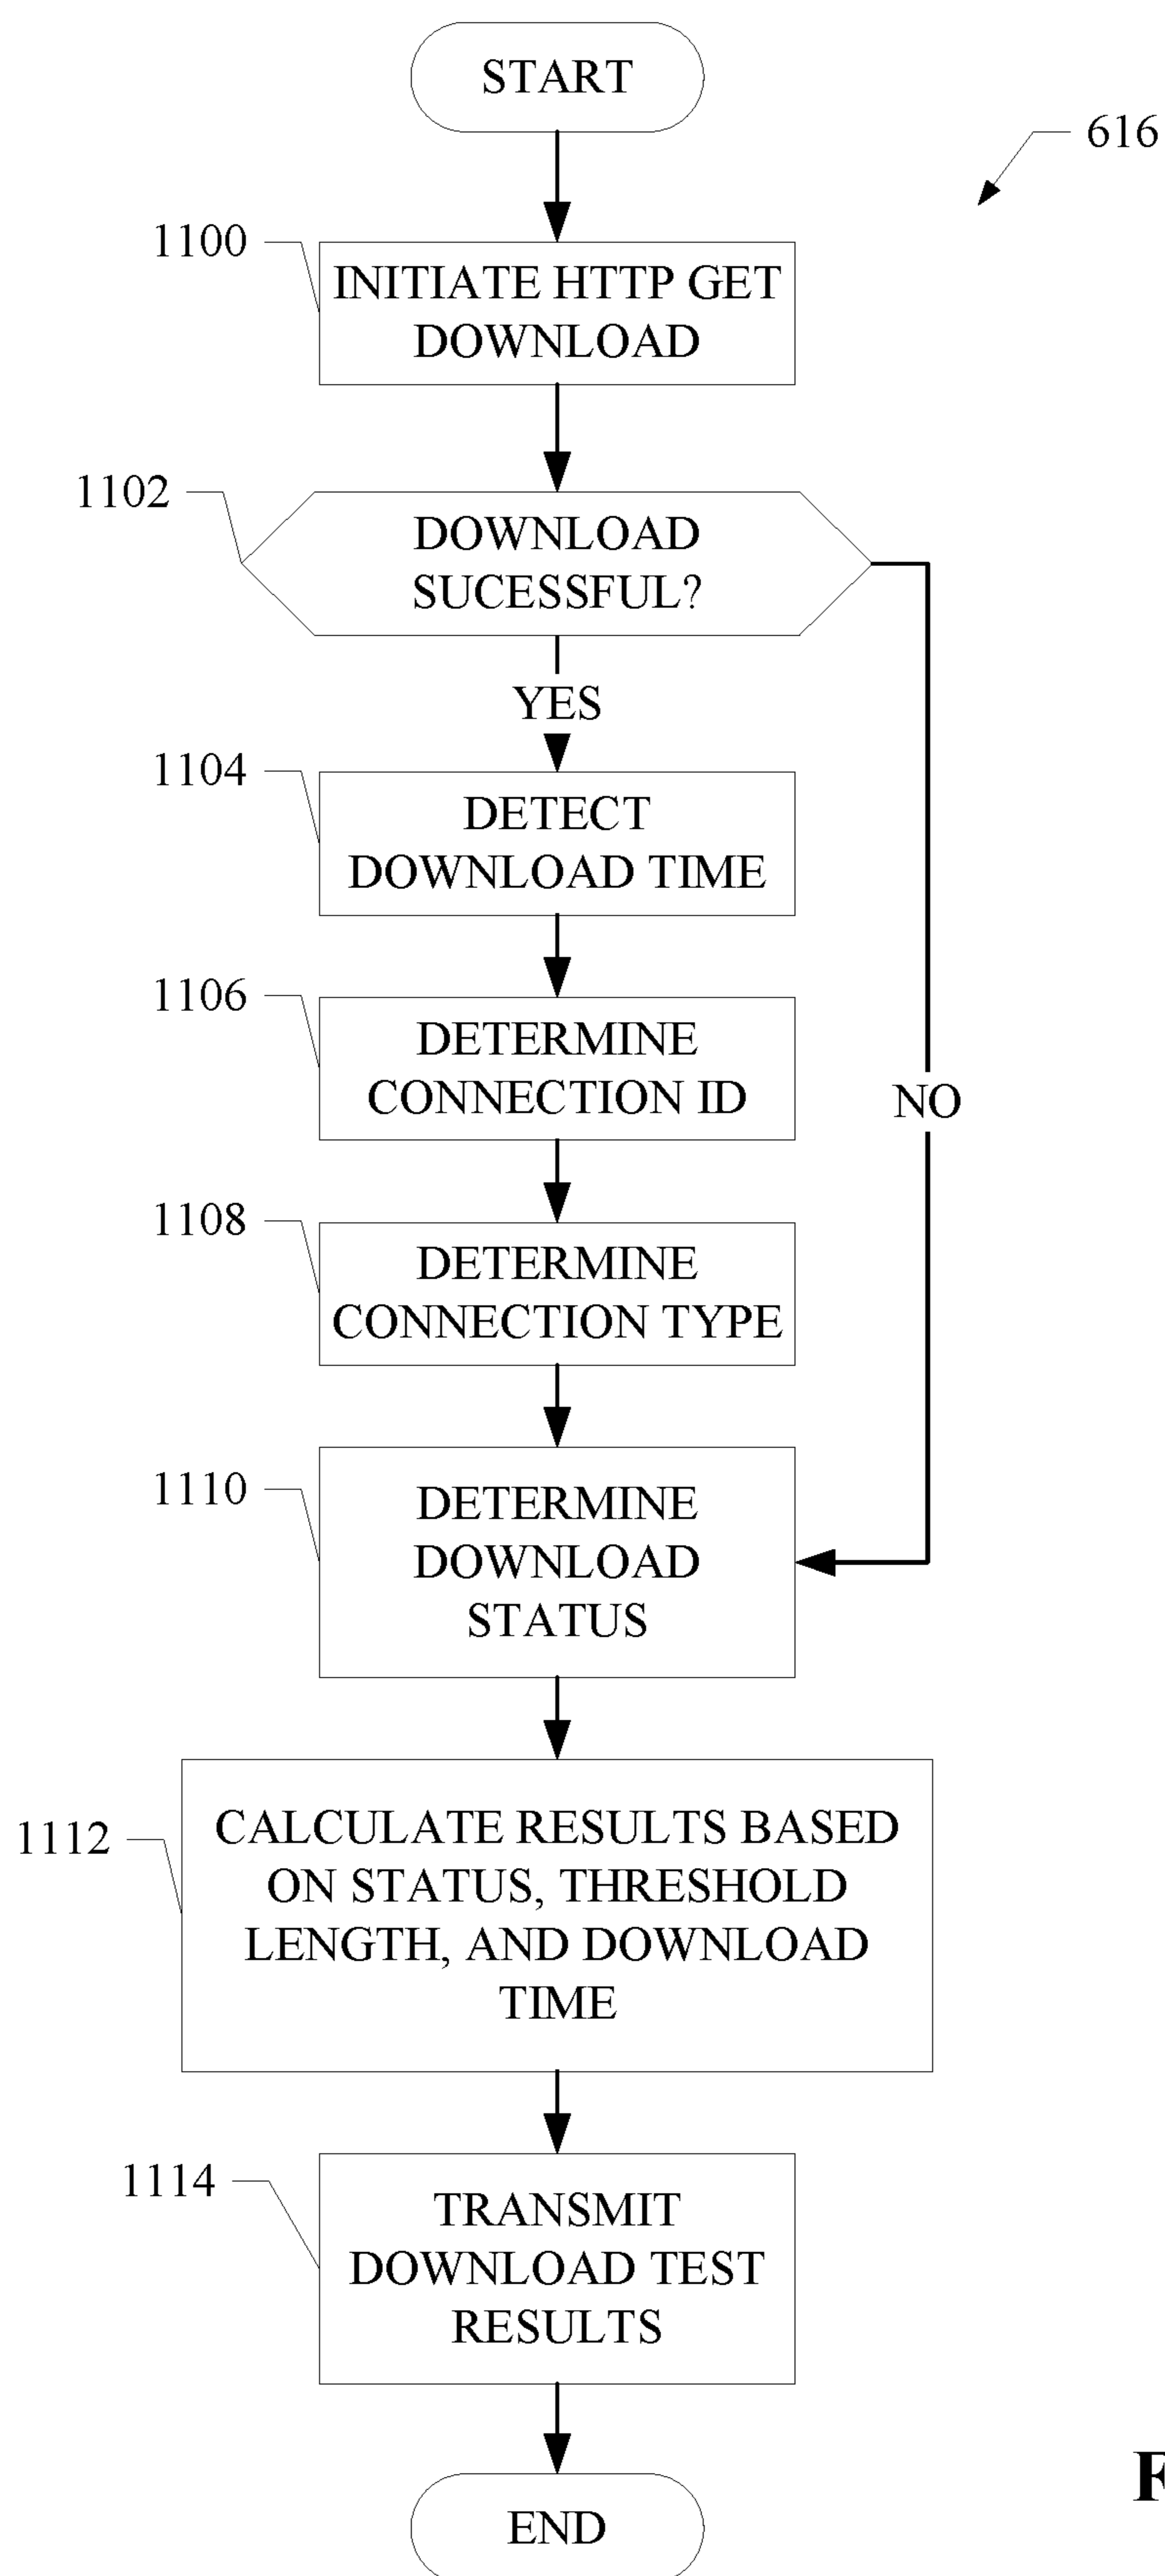 START
616
1100
INITIATE HTTP GET
DOWNLOAD
1102
DOWNLOAD
SUCESSFUL?
YES
1104
DETECT
DOWNLOAD TIME
1106
DETERMINE
CONNECTION ID
NO
1108
DETERMINE
CONNECTION TYPE
1110
DETERMINE
DOWNLOAD
STATUS
1112
CALCULATE RESULTS BASED
ON STATUS, THRESHOLD
LENGTH, AND DOWNLOAD
TIME
1114
TRANSMIT
DOWNLOAD TEST
RESULTS
F
END